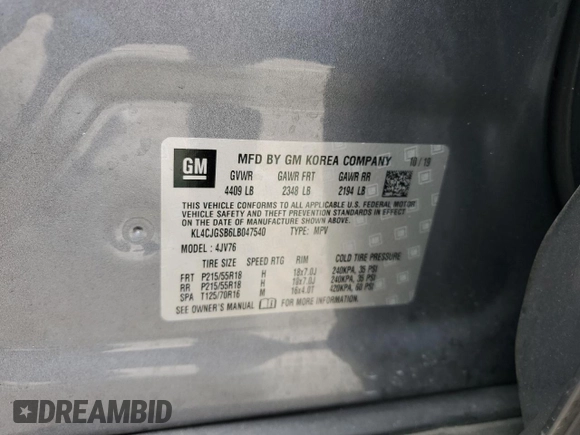 GM
MFD BY GM KOREA COMPANY 10/19
GVWR GAWR FRT GAWR RR
4409 LB 2348 LB 2194 LB
THIS VEHICLE CONFORMS TO ALL APPLICABLE U.S. FEDERAL MOTOR
VEHICLE SAFETY, BUMPER, AND THEFT PREVENTION STANDARDS
IN EFFECT ON THE DATE OF MANUFACTURE SHOWN ABOVE.
KL4CJGSB6LB047540 TYPE: MPV
MODEL: 4JV76
TIRE SIZE SPEED RTG RIM COLD TIRE PRESSURE
FRT P215/55R18 H 18x7.0J 240KPA, 35 PSI
RR P215/55R18 H 18x7.0J 240KPA, 35 PSI
SPA T125/70R16 M 16x4.0T 420KPA, 60 PSI
SEE OWNER'S MANUAL FOR MORE INFORMATION.
DREAMBID